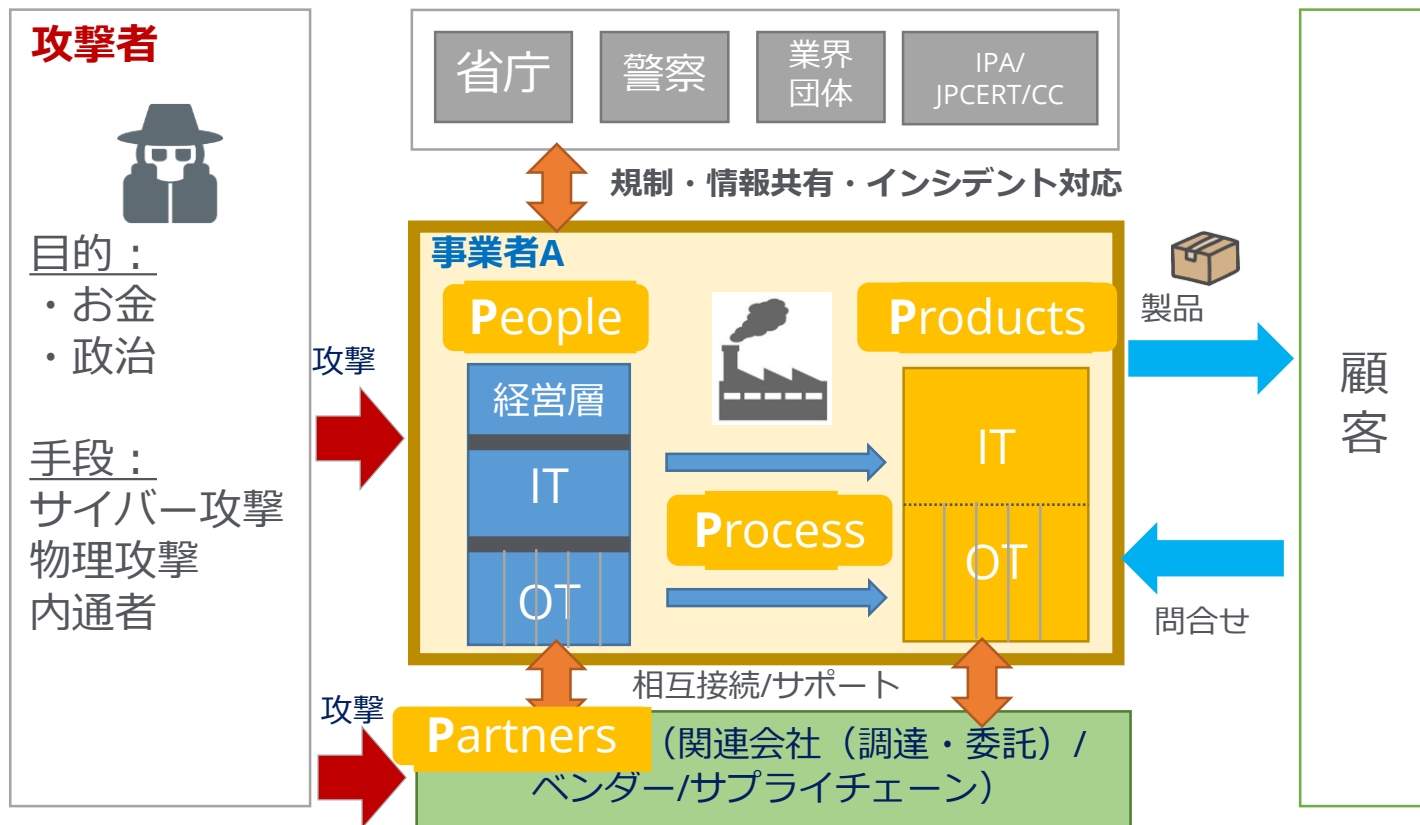 攻撃者
目的：
・お金
・政治
手段：
サイバー攻撃
物理攻撃
内通者
省庁
警察
業界
団体
IPA/
JPCERT/CC
規制・情報共有・インシデント対応
攻撃
事業者A
People
経営層
IT
OT
Process
Products
IT
OT
製品
問合せ
顧
客
相互接続/サポート
攻撃
Partners
（関連会社（調達・委託）/
ベンダー/サプライチェーン）